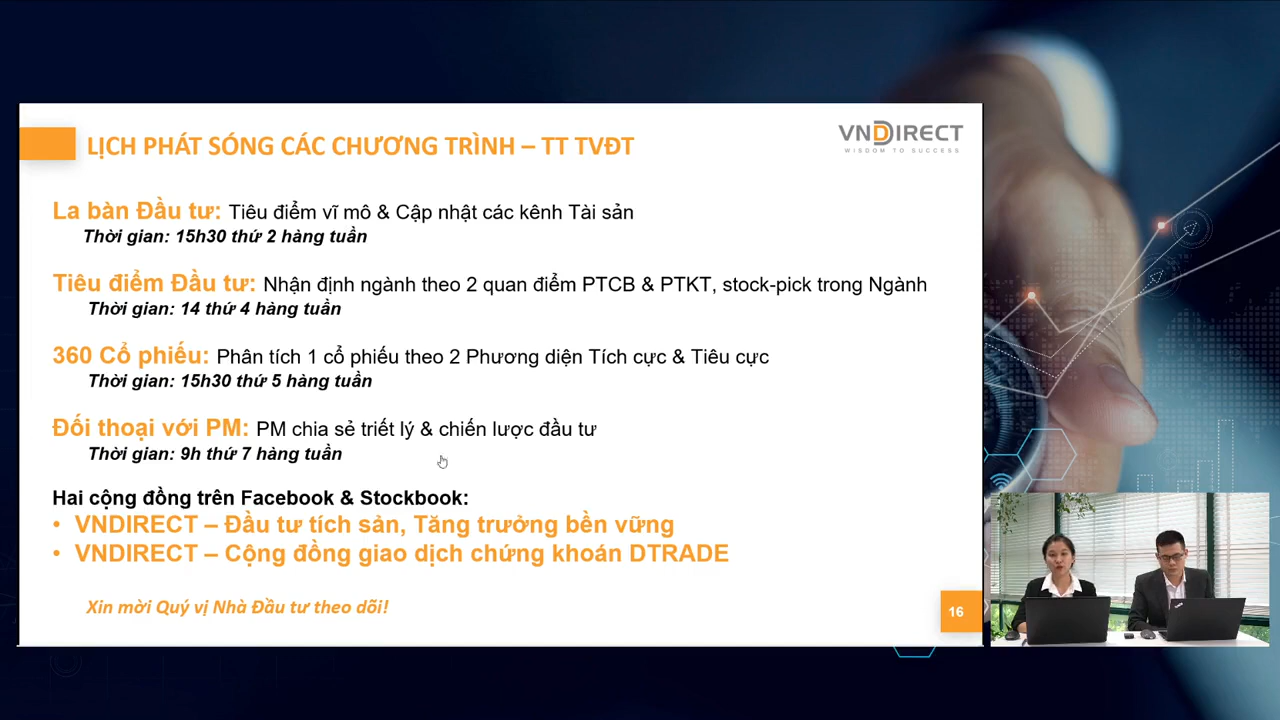 LỊCH PHÁT SÓNG CÁC CHƯƠNG TRÌNH – TT TVĐT
VNDIRECT
WISDOM TO SUCCESS
La bàn Đầu tư: Tiêu điểm vĩ mô & Cập nhật các kênh Tài sản
Thời gian: 15h30 thứ 2 hàng tuần
Tiêu điểm Đầu tư: Nhận định ngành theo 2 quan điểm PTCB & PTKT, stock-pick trong Ngành
Thời gian: 14 thứ 4 hàng tuần
360 Cổ phiếu: Phân tích 1 cổ phiếu theo 2 Phương diện Tích cực & Tiêu cực
Thời gian: 15h30 thứ 5 hàng tuần
Đối thoại với PM: PM chia sẻ triết lý & chiến lược đầu tư
Thời gian: 9h thứ 7 hàng tuần
Hai cộng đồng trên Facebook & Stockbook:
• VNDIRECT – Đầu tư tích sản, Tăng trưởng bền vững
• VNDIRECT – Cộng đồng giao dịch chứng khoán DTRADE
Xin mời Quý vị Nhà Đầu tư theo dõi!
16